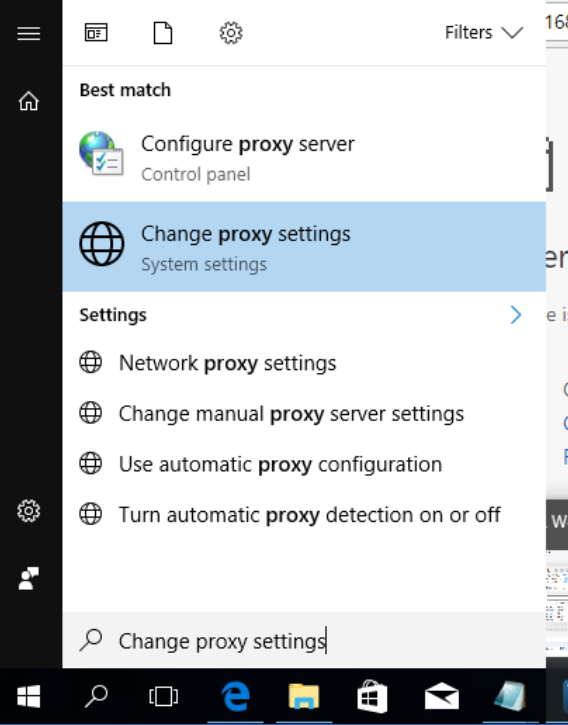 Filters
Best match
Configure proxy server
Control panel
Change proxy settings
System settings
Settings
Network proxy settings
Change manual proxy server settings
Use automatic proxy configuration
Turn automatic proxy detection on or off
Change proxy settings